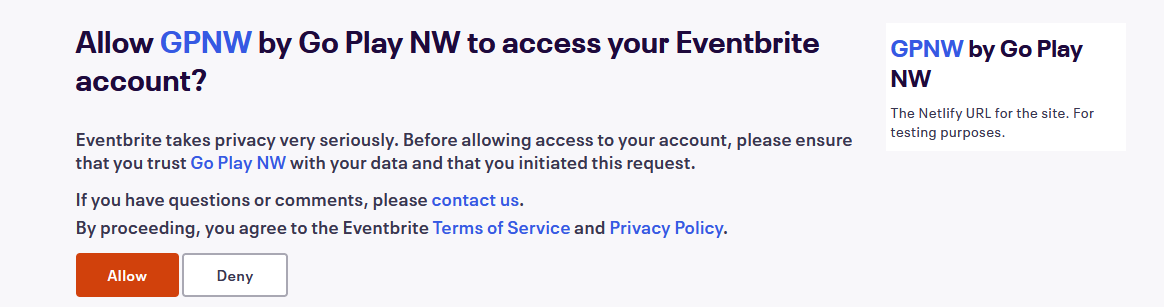 Allow GPNW by Go Play NW to access your Eventbrite
account?
Eventbrite takes privacy very seriously. Before allowing access to your account, please ensure
that you trust Go Play NW with your data and that you initiated this request.
If you have questions or comments, please contact us.
By proceeding, you agree to the Eventbrite Terms of Service and Privacy Policy.
Allow
Deny
GPNW by Go Play
NW
The Netlify URL for the site. For
testing purposes.